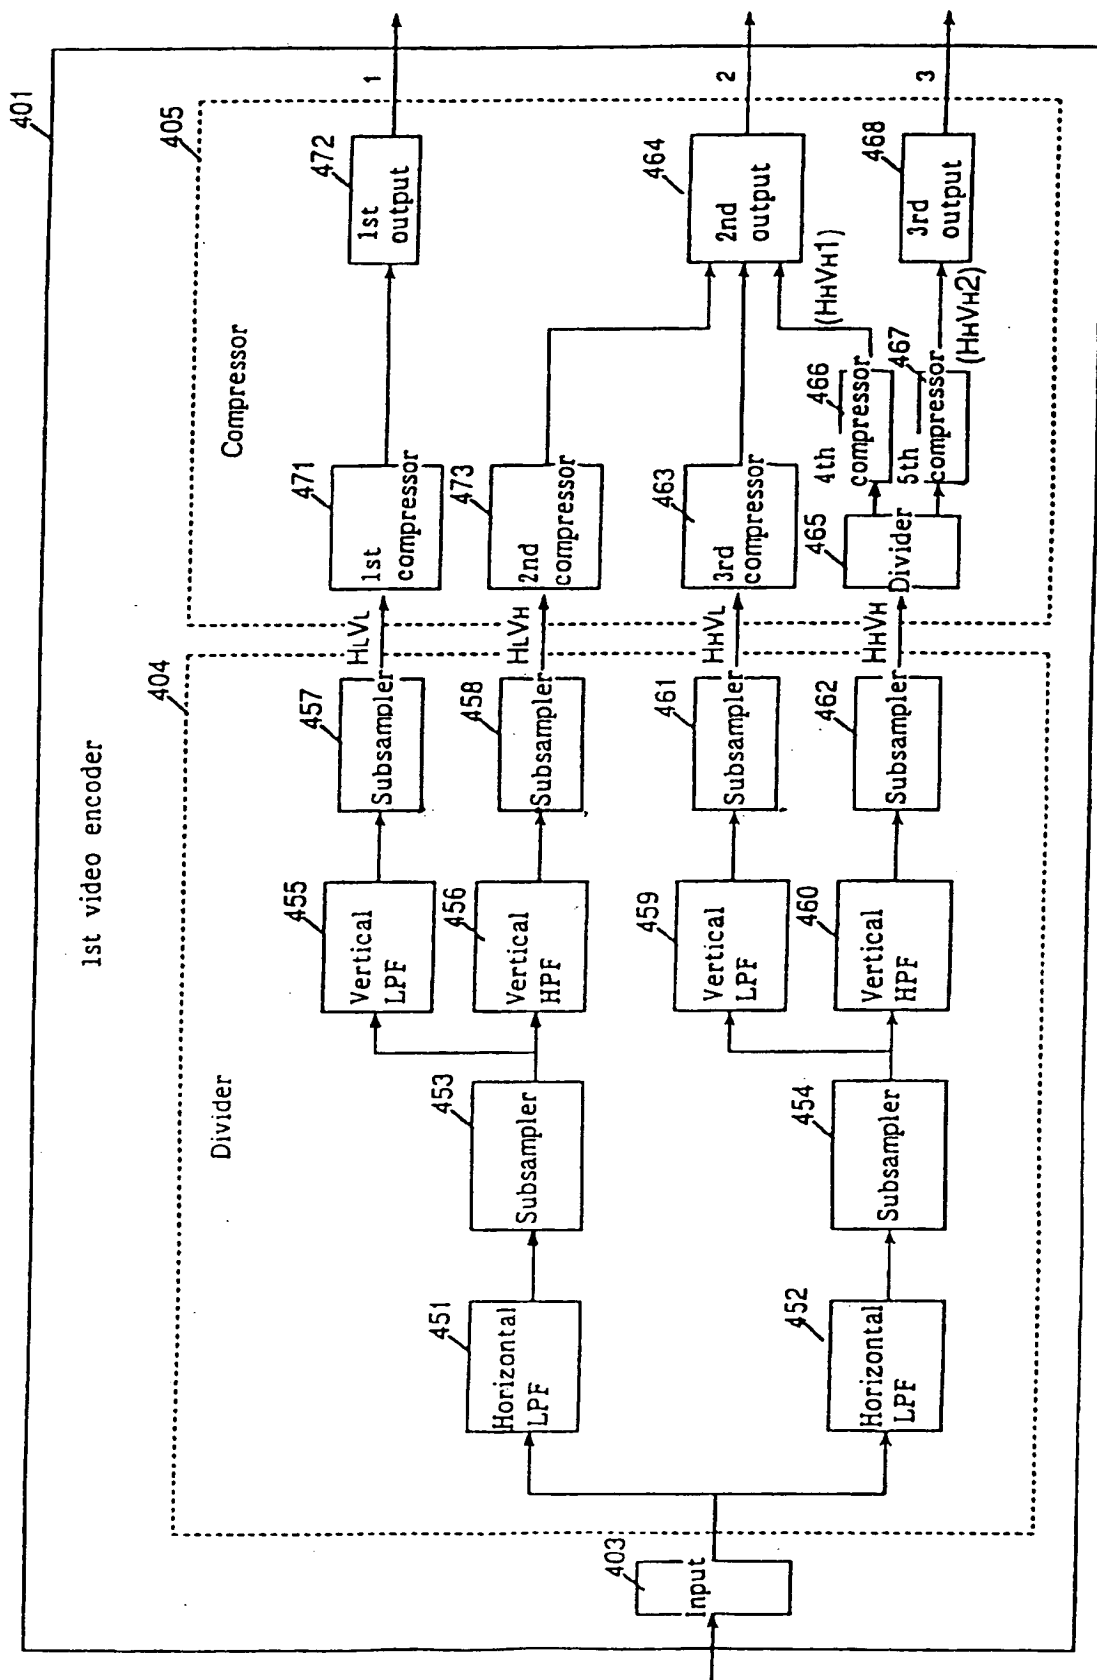 401
1st video encoder
404
Divider
405
Compressor
403
input
451
Horizontal
LPF
453
Subsampler
455
Vertical
LPF
457
Subsampler
HLVL
471
1st
compressor
472
1st
output
1
456
Vertical
HPF
458
Subsampler
HLVH
473
2nd
compressor
464
2nd
output
2
452
Horizontal
LPF
454
Subsampler
459
Vertical
LPF
461
Subsampler
HHVL
463
3rd
compressor
460
Vertical
HPF
462
Subsampler
HHVH
465
Divider
4th
466
compressor
(HHVH1)
5th
467
compressor
(HHVH2)
468
3rd
output
3